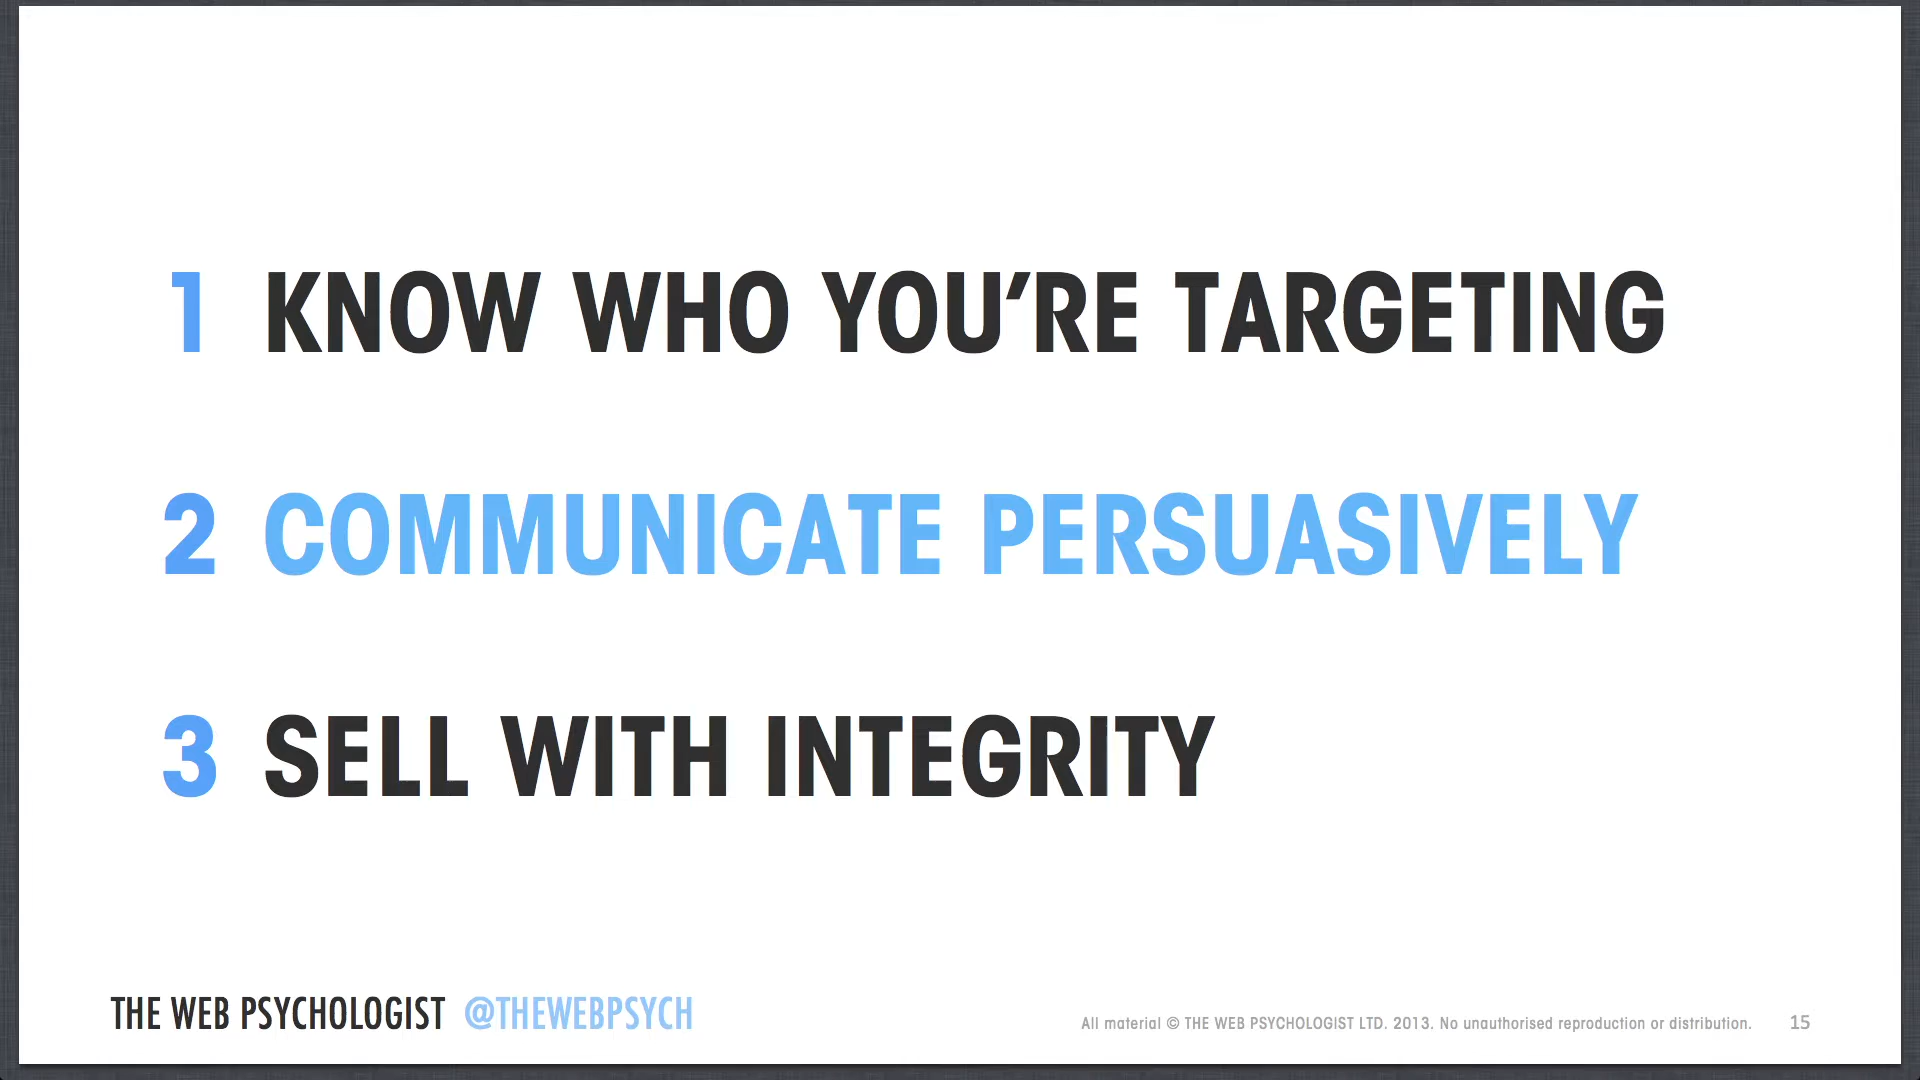 1 KNOW WHO YOU’RE TARGETING
2 COMMUNICATE PERSUASIVELY
3 SELL WITH INTEGRITY
THE WEB PSYCHOLOGIST @THEWEBPSYCH
All material © THE WEB PSYCHOLOGIST LTD. 2013. No unauthorised reproduction or distribution. 15